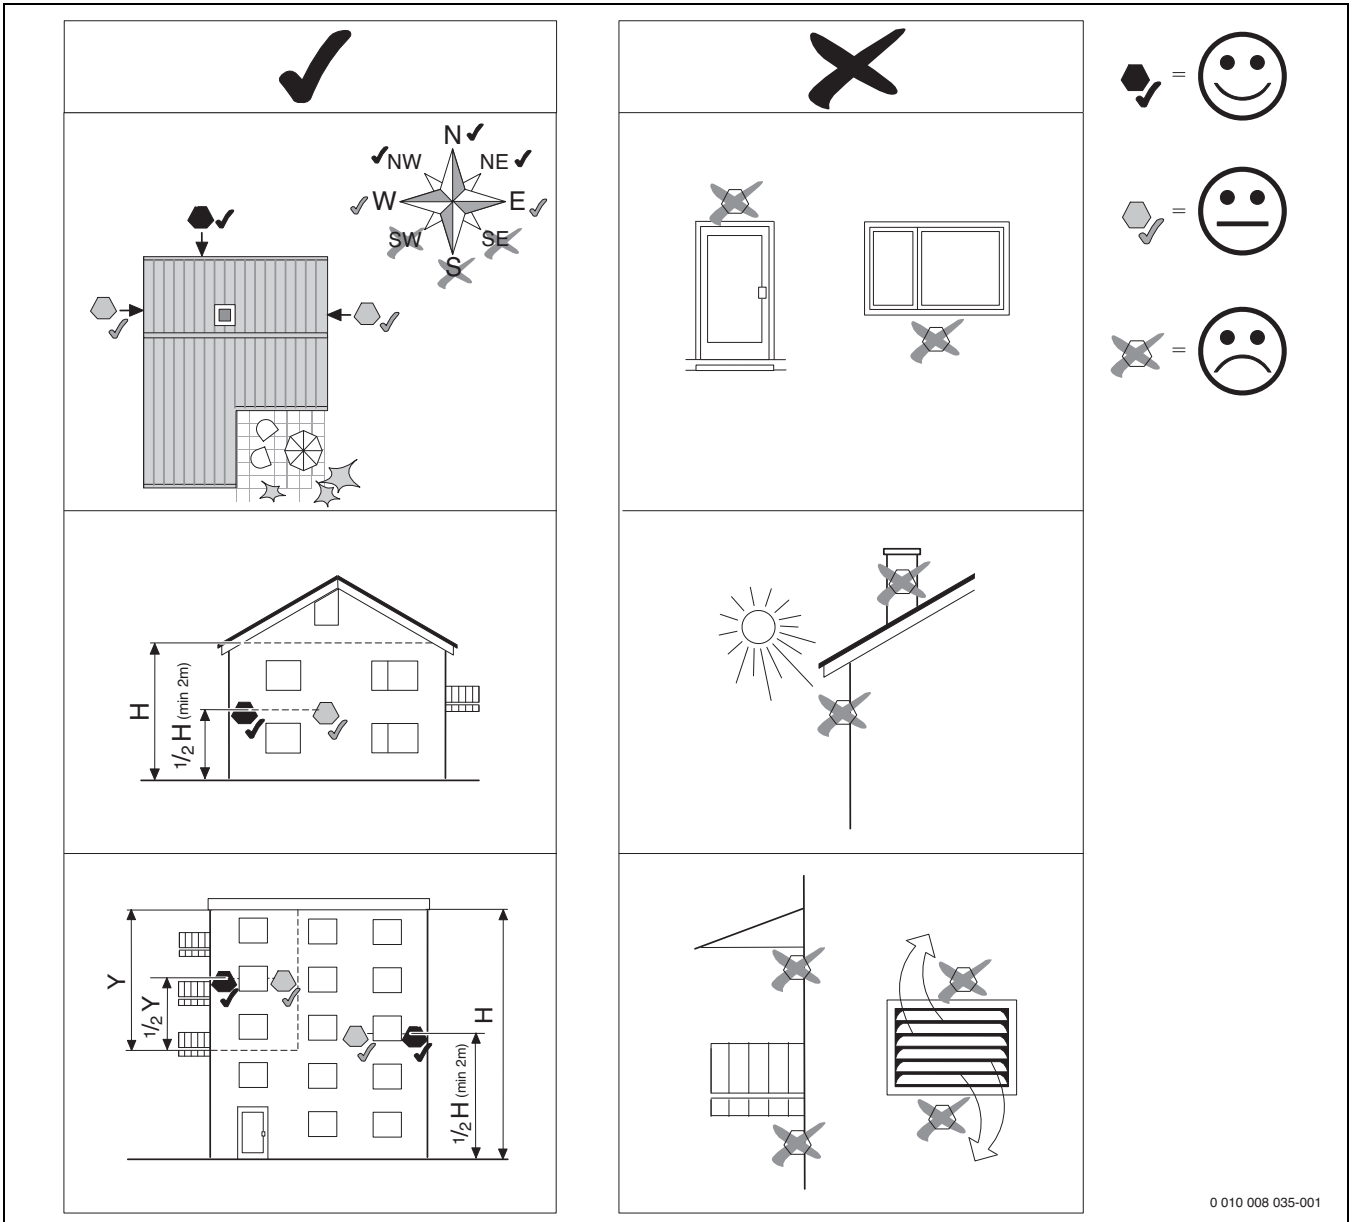 N
NW
NE
W
E
SW
SE
S
=
=
=
H
1/2 H (min 2m)
Y
1/2 Y
H
1/2 H (min 2m)
0 010 008 035-001